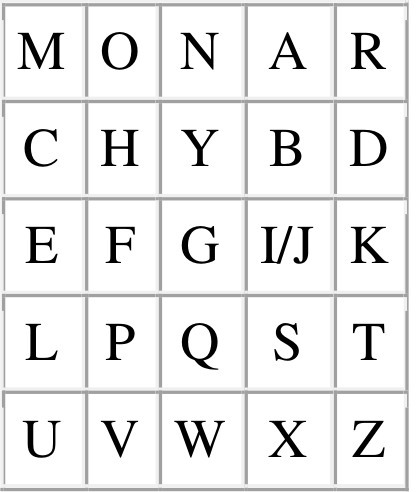 M O N A R
C H Y B D
E F G I/J K
L P Q S T
U V W X Z